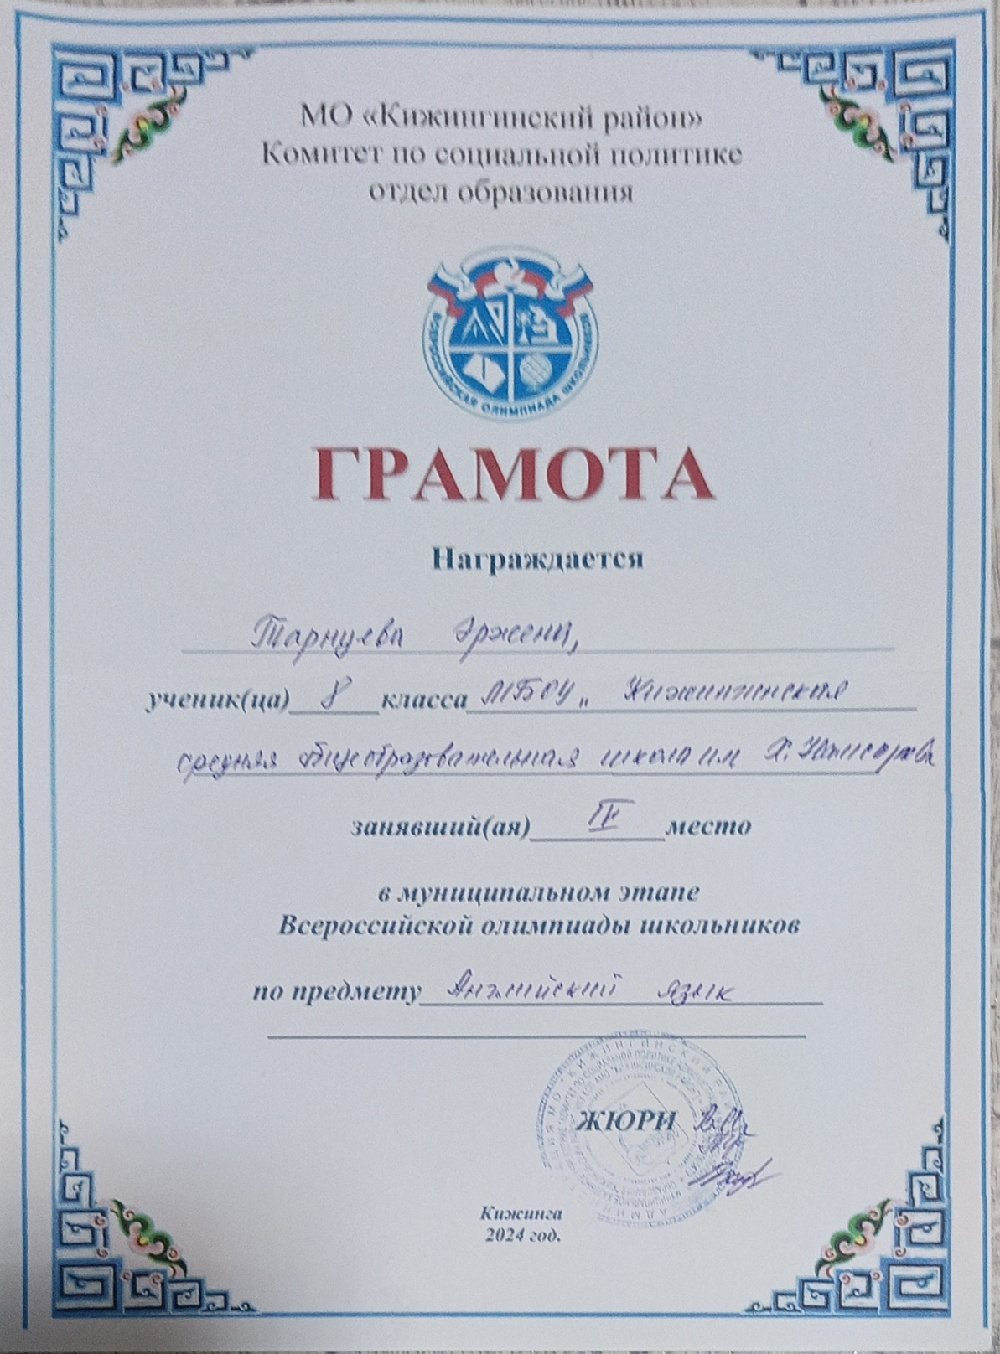 МО «Кижингинский район»
Комитет по социальной политике
отдел образования
ВСЕРОССИЙСКАЯ ОЛИМПИАДА ШКОЛЬНИКОВ
ГРАМОТА
Награждается
Тарнуева Эржена,
ученик(ца) 8 класса МБОУ „ Кижингинская
средняя общеобразовательная школа им Х. Намсараева
занявший(ая) место
в муниципальном этапе
Всероссийской олимпиады школьников
по предмету Английский язык
ЖЮРИ
Кижинга
2024 год.